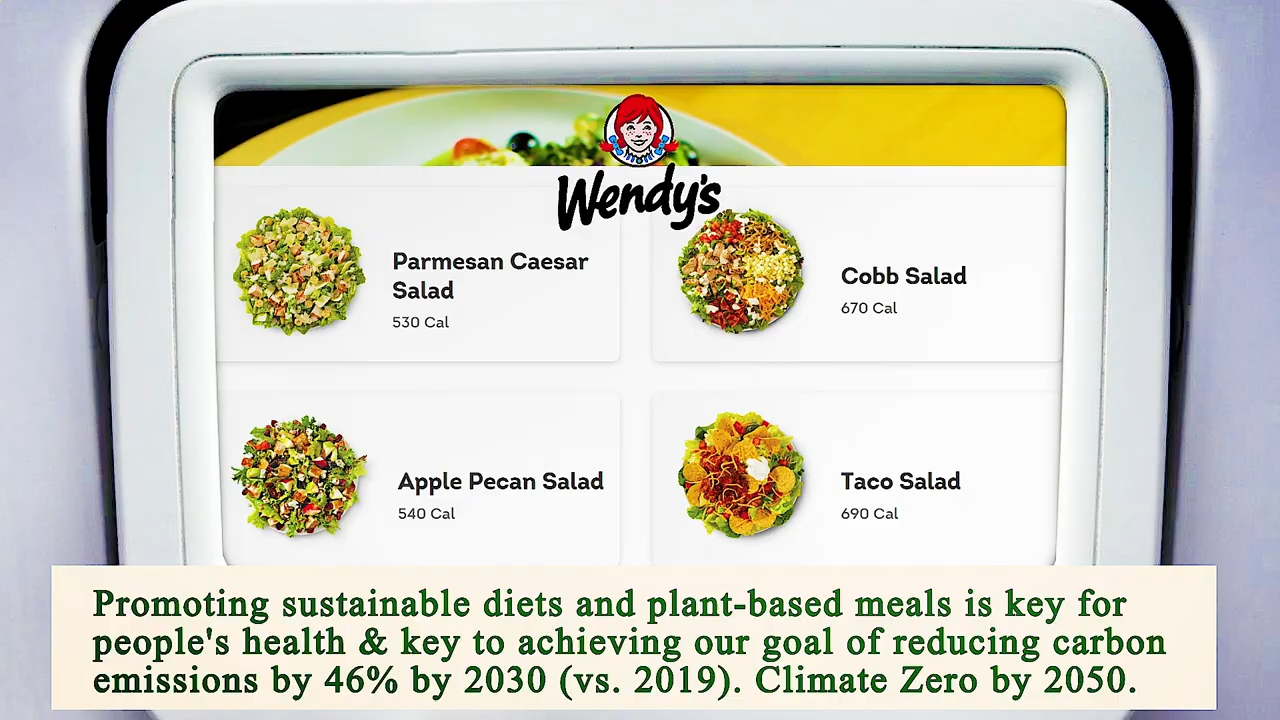 Wendy's
Parmesan Caesar
Salad
530 Cal
Cobb Salad
670 Cal
Apple Pecan Salad
540 Cal
Taco Salad
690 Cal
Promoting sustainable diets and plant-based meals is key for
people's health & key to achieving our goal of reducing carbon
emissions by 46% by 2030 (vs. 2019). Climate Zero by 2050.